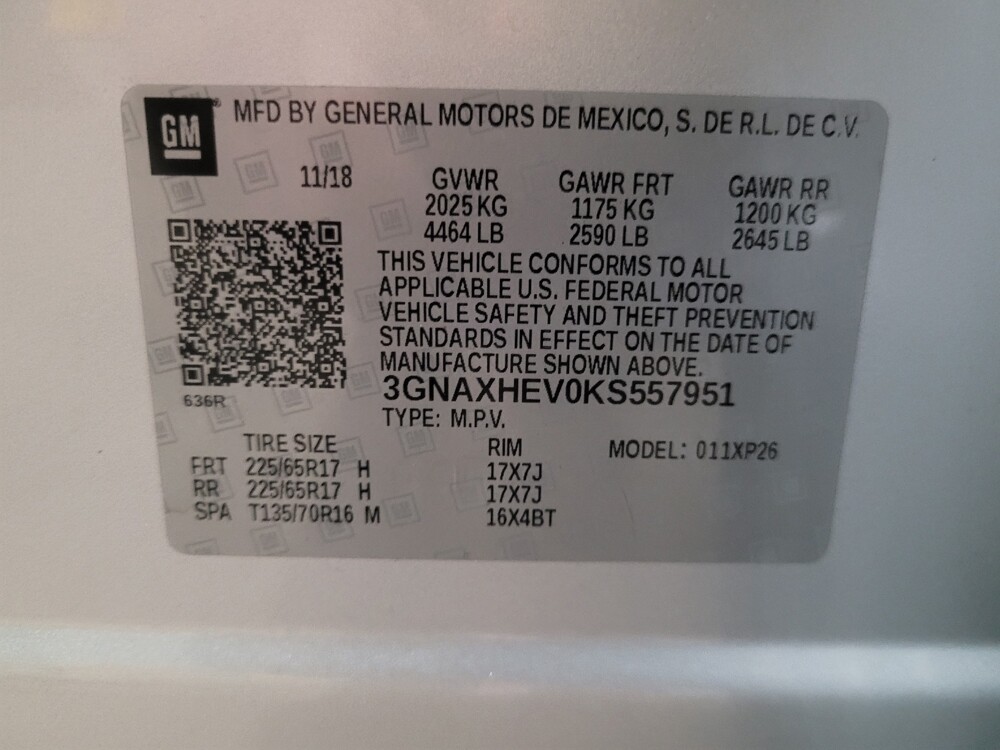 GM
MFD BY GENERAL MOTORS DE MEXICO, S. DE R.L. DE C.V.
11/18 GVWR GAWR FRT GAWR RR
2025 KG 1175 KG 1200 KG
4464 LB 2590 LB 2645 LB
THIS VEHICLE CONFORMS TO ALL
APPLICABLE U.S. FEDERAL MOTOR
VEHICLE SAFETY AND THEFT PREVENTION
STANDARDS IN EFFECT ON THE DATE OF
MANUFACTURE SHOWN ABOVE.
3GNAXHEV0KS557951
636R
TYPE: M.P.V.
TIRE SIZE RIM MODEL: 011XP26
FRT 225/65R17 H 17X7J
RR 225/65R17 H 17X7J
SPA T135/70R16 M 16X4BT